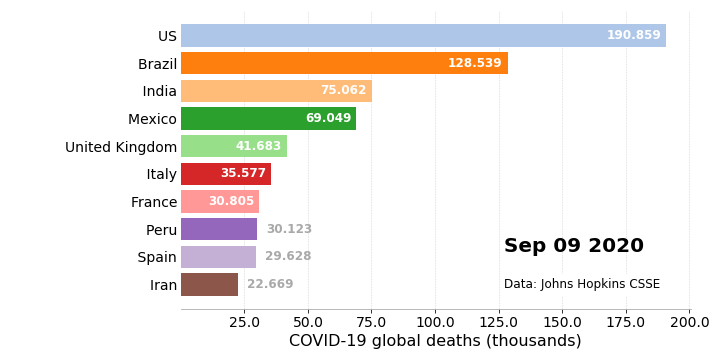 US 190.859
Brazil 128.539
India 75.062
Mexico 69.049
United Kingdom 41.683
Italy 35.577
France 30.805
Peru 30.123
Spain 29.628
Iran 22.669
Sep 09 2020
Data: Johns Hopkins CSSE
25.0 50.0 75.0 100.0 125.0 150.0 175.0 200.0
COVID-19 global deaths (thousands)